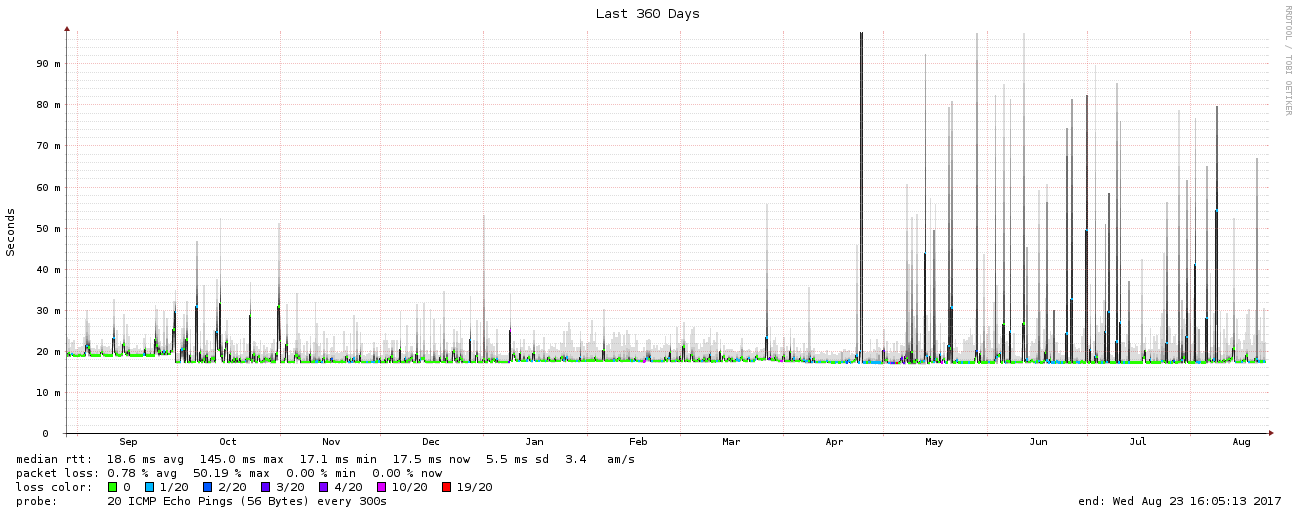 Last 360 Days
RRDTOOL / TOBI OETIKER
Seconds
90 m
80 m
70 m
60 m
50 m
40 m
30 m
20 m
10 m
0
Sep Oct Nov Dec Jan Feb Mar Apr May Jun Jul Aug
median rtt: 18.6 ms avg 145.0 ms max 17.1 ms min 17.5 ms now 5.5 ms sd 3.4 am/s
packet loss: 0.78 % avg 50.19 % max 0.00 % min 0.00 % now
loss color: 0 1/20 2/20 3/20 4/20 10/20 19/20
probe: 20 ICMP Echo Pings (56 Bytes) every 300s end: Wed Aug 23 16:05:13 2017